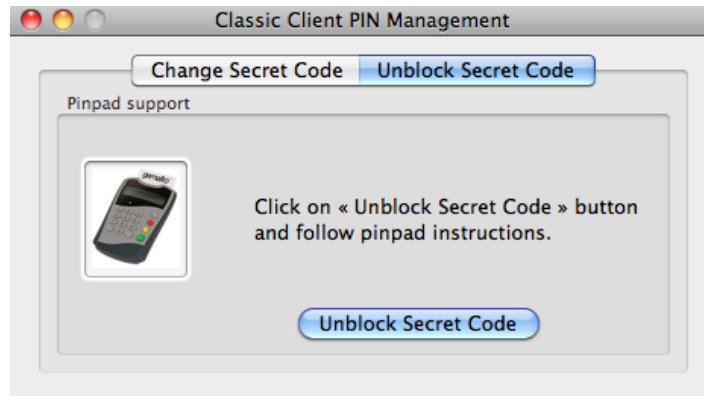 Classic Client PIN Management
Change Secret Code
Unblock Secret Code
Pinpad support
gemalto
Click on « Unblock Secret Code » button
and follow pinpad instructions.
Unblock Secret Code